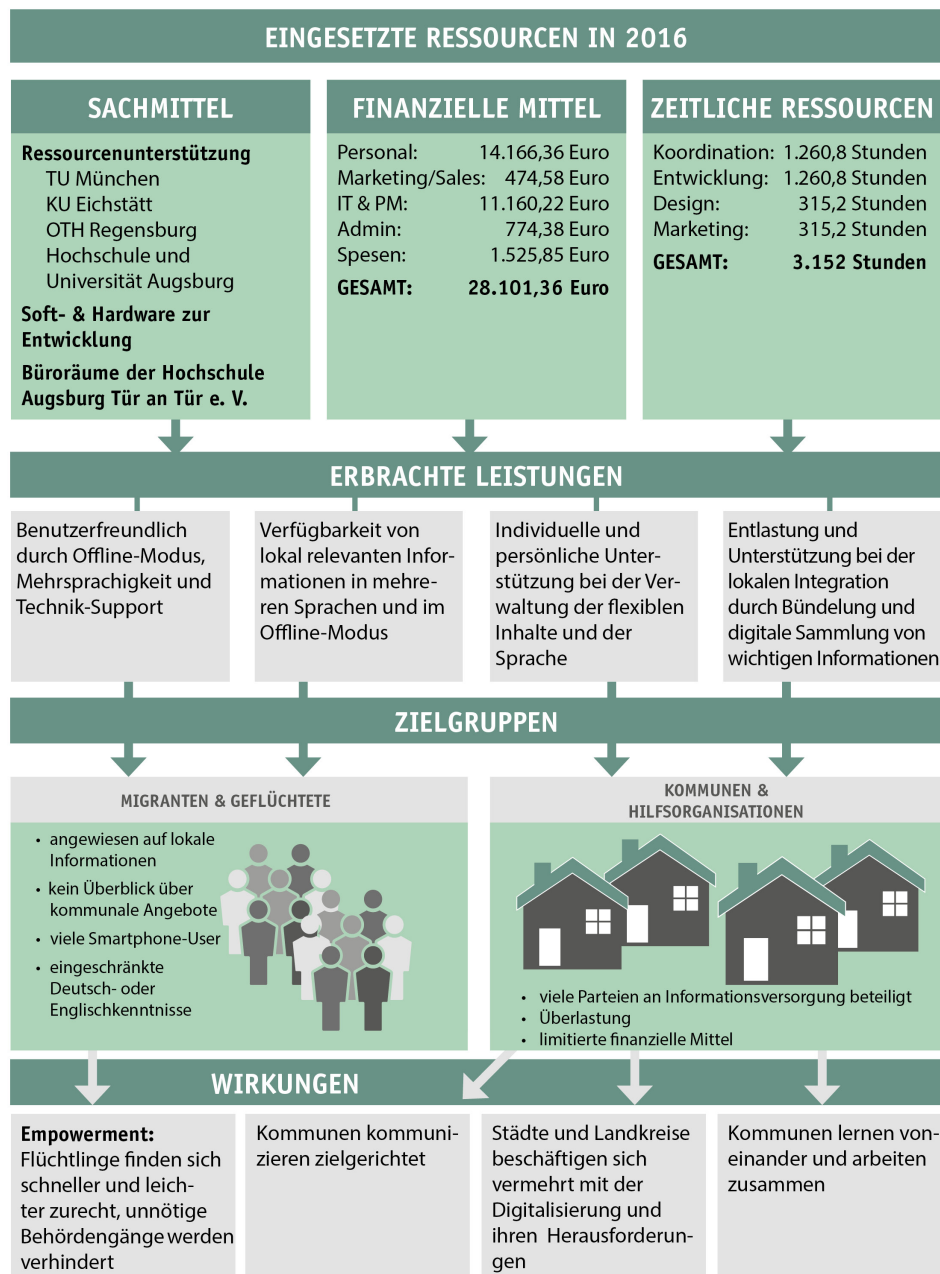 EINGESETZTE RESSOURCEN IN 2016
SACHMITTEL
Ressourcenunterstützung
TU München
KU Eichstätt
OTH Regensburg
Hochschule und
Universität Augsburg
Soft- & Hardware zur
Entwicklung
Büroräume der Hochschule
Augsburg Tür an Tür e. V.
FINANZIELLE MITTEL
Personal: 14.166,36 Euro
Marketing/Sales: 474,58 Euro
IT & PM: 11.160,22 Euro
Admin: 774,38 Euro
Spesen: 1.525,85 Euro
GESAMT: 28.101,36 Euro
ZEITLICHE RESSOURCEN
Koordination: 1.260,8 Stunden
Entwicklung: 1.260,8 Stunden
Design: 315,2 Stunden
Marketing: 315,2 Stunden
GESAMT: 3.152 Stunden
ERBRACHTE LEISTUNGEN
Benutzerfreundlich
durch Offline-Modus,
Mehrsprachigkeit und
Technik-Support
Verfügbarkeit von
lokal relevanten Infor-
mationen in mehre-
ren Sprachen und im
Offline-Modus
Individuelle und
persönliche Unter-
stützung bei der Ver-
waltung der flexiblen
Inhalte und der
Sprache
Entlastung und
Unterstützung bei der
lokalen Integration
durch Bündelung und
digitale Sammlung von
wichtigen Informationen
ZIELGRUPPEN
MIGRANTEN & GEFLÜCHTETE
• angewiesen auf lokale
Informationen
• kein Überblick über
kommunale Angebote
• viele Smartphone-User
• eingeschränkte
Deutsch- oder
Englischkenntnisse
KOMMUNEN &
HILFSORGANISATIONEN
• viele Parteien an Informationsversorgung beteiligt
• Überlastung
• limitierte finanzielle Mittel
WIRKUNGEN
Empowerment:
Flüchtlinge finden sich
schneller und leich-
ter zurecht, unnötige
Behördengänge werden
verhindert
Kommunen kommuni-
zieren zielgerichtet
Städte und Landkreise
beschäftigen sich
vermehrt mit der
Digitalisierung und
ihren Herausforderun-
gen
Kommunen lernen von-
einander und arbeiten
zusammen